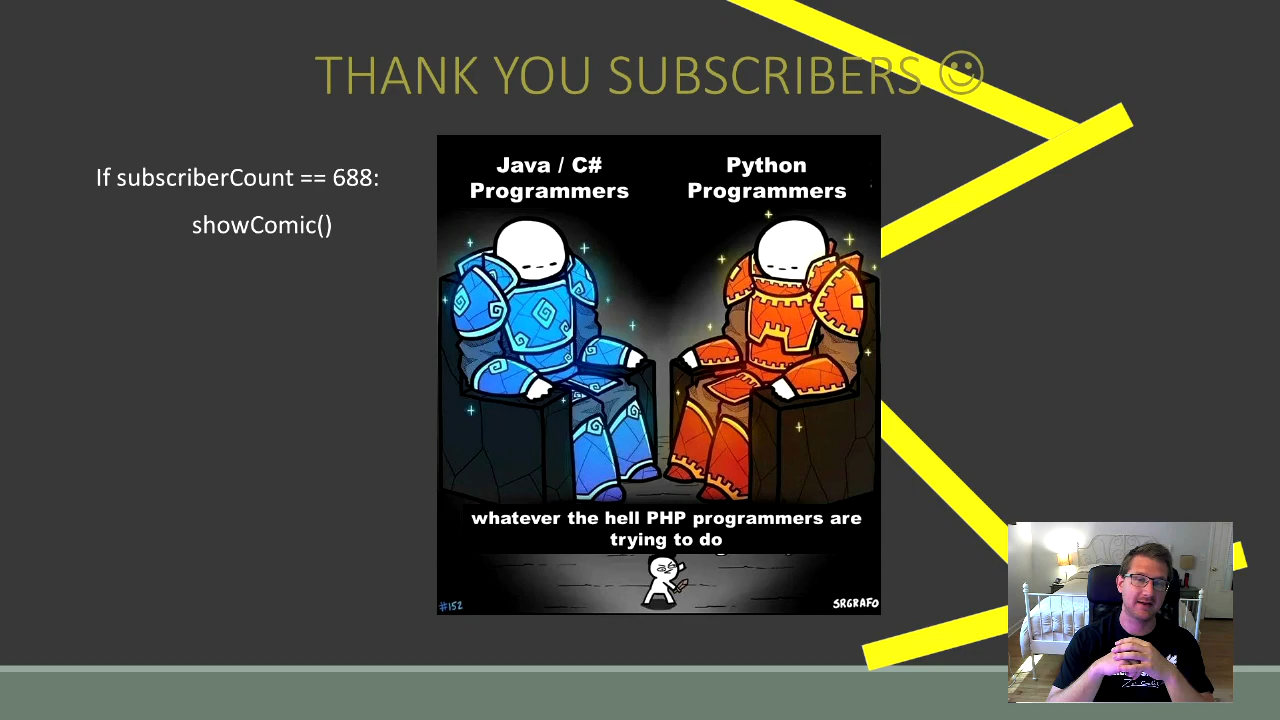 THANK YOU SUBSCRIBERS ☺
If subscriberCount == 688:
showComic()
Java / C#
Programmers
Python
Programmers
whatever the hell PHP programmers are
trying to do
#152
SRGRAFO